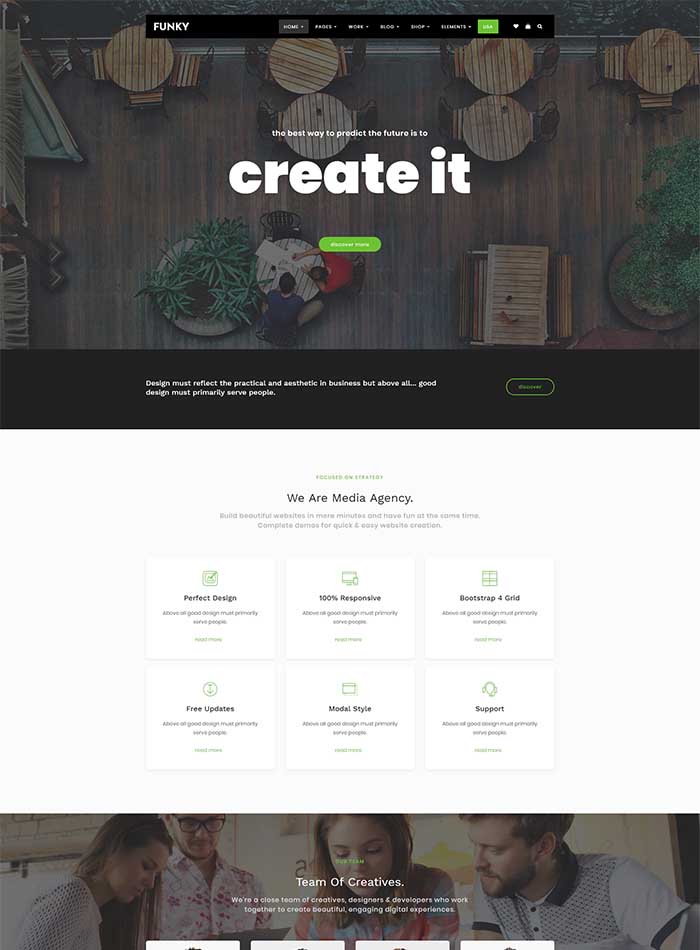 FUNKY
HOME PAGES WORK BLOG SHOP ELEMENTS USA
the best way to predict the future is to
create it
discover more
Design must reflect the practical and aesthetic in business but above all... good
design must primarily serve people.
discover
FOCUSED ON STRATEGY
We Are Media Agency.
Build beautiful websites in mere minutes and have fun at the same time.
Complete demos for quick & easy website creation.
Perfect Design
Above all good design must primarily
serve people.
read more
100% Responsive
Above all good design must primarily
serve people.
read more
Bootstrap 4 Grid
Above all good design must primarily
serve people.
read more
Free Updates
Above all good design must primarily
serve people.
read more
Modal Style
Above all good design must primarily
serve people.
read more
Support
Above all good design must primarily
serve people.
read more
OUR TEAM
Team Of Creatives.
We're a close team of creatives, designers & developers who work
together to create beautiful, engaging digital experiences.